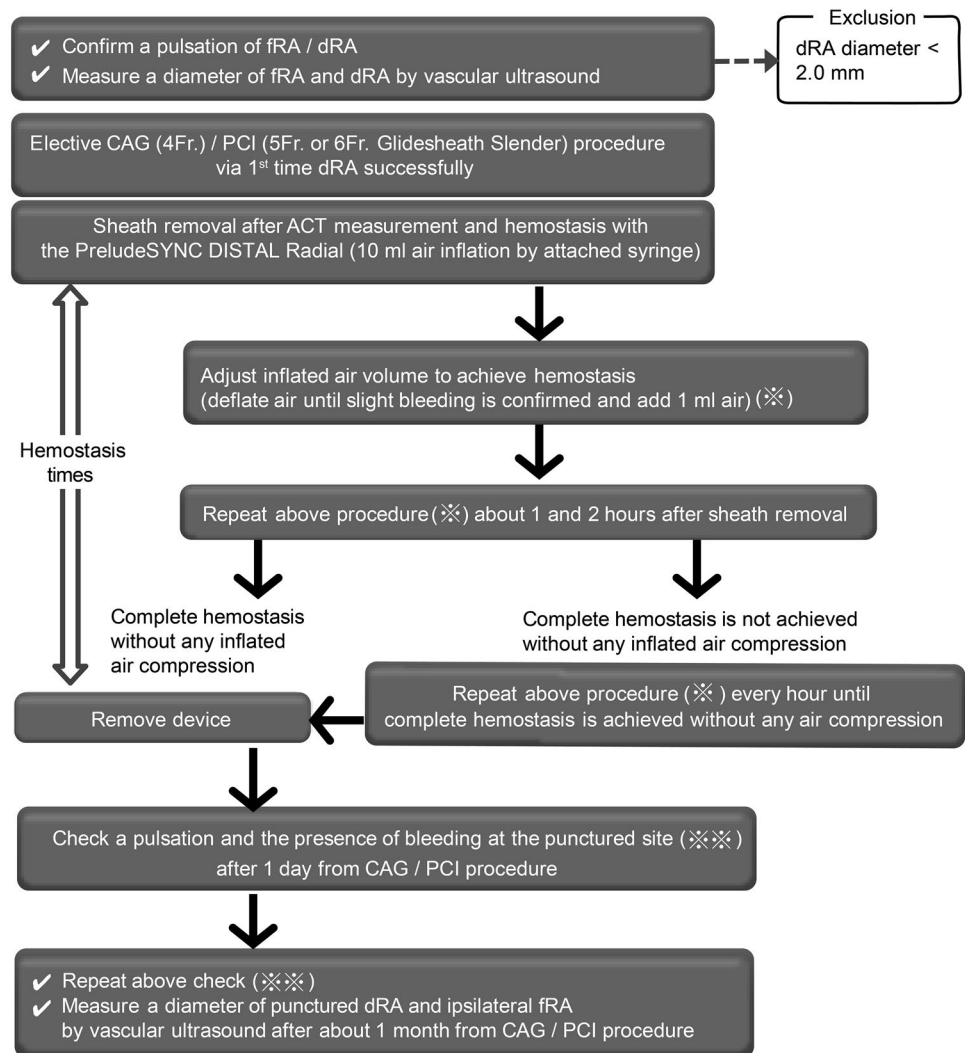 ✔ Confirm a pulsation of fRA / dRA
✔ Measure a diameter of fRA and dRA by vascular ultrasound
Exclusion
dRA diameter <
2.0 mm
Elective CAG (4Fr.) / PCI (5Fr. or 6Fr. Glidesheath Slender) procedure
via 1st time dRA successfully
Sheath removal after ACT measurement and hemostasis with
the PreludeSYNC DISTAL Radial (10 ml air inflation by attached syringe)
Adjust inflated air volume to achieve hemostasis
(deflate air until slight bleeding is confirmed and add 1 ml air) (※)
Hemostasis
times
Repeat above procedure (※) about 1 and 2 hours after sheath removal
Complete hemostasis
without any inflated
air compression
Complete hemostasis is not achieved
without any inflated air compression
Repeat above procedure (※) every hour until
complete hemostasis is achieved without any air compression
Remove device
Check a pulsation and the presence of bleeding at the punctured site (※※)
after 1 day from CAG / PCI procedure
✔ Repeat above check (※※)
✔ Measure a diameter of punctured dRA and ipsilateral fRA
by vascular ultrasound after about 1 month from CAG / PCI procedure